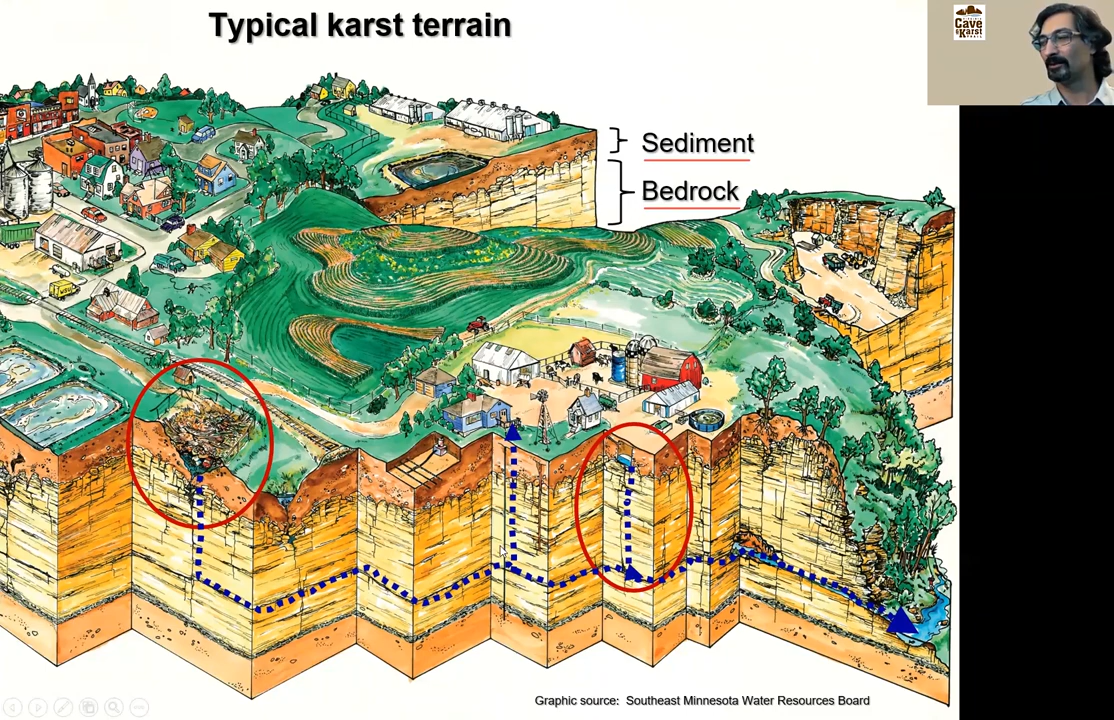 Typical karst terrain
Cave
&Karst
Sediment
Bedrock
Graphic source: Southeast Minnesota Water Resources Board